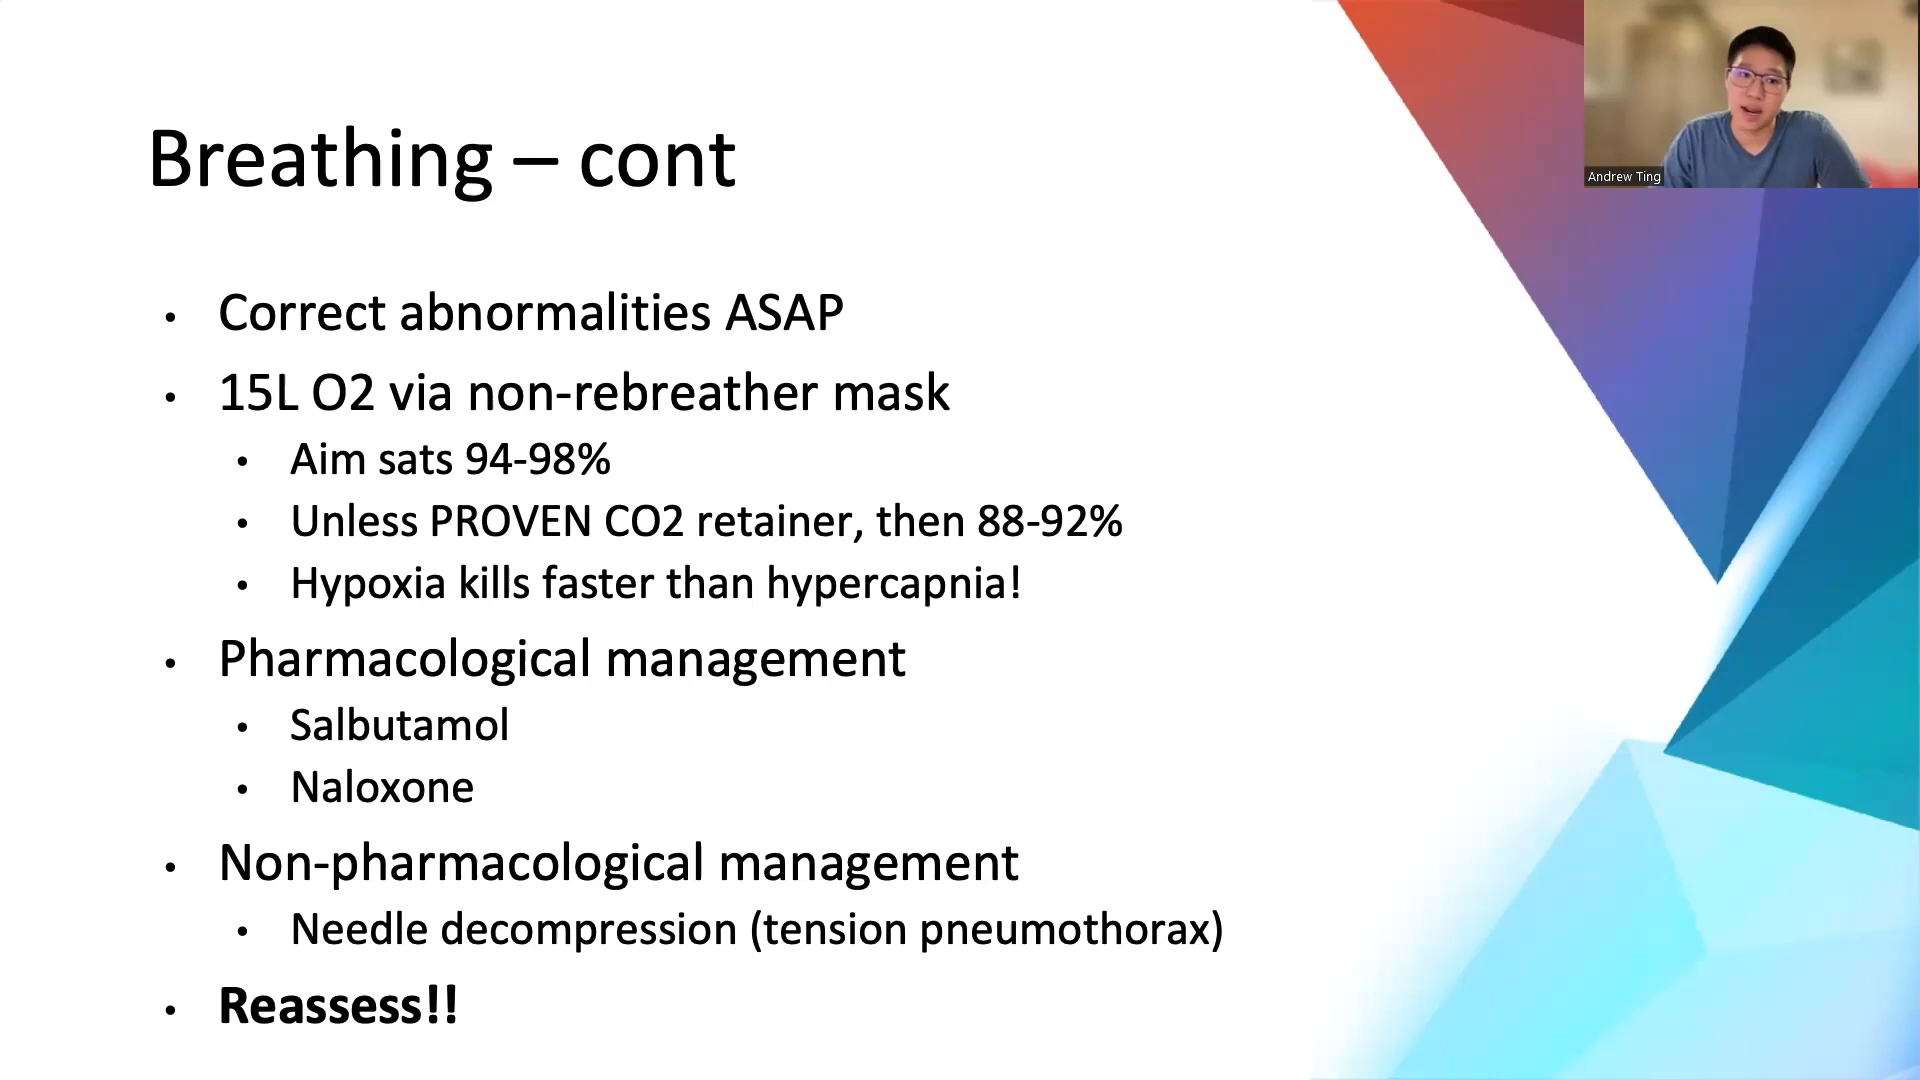 Andrew Ting
Breathing – cont
• Correct abnormalities ASAP
• 15L O2 via non-rebreather mask
• Aim sats 94-98%
• Unless PROVEN CO2 retainer, then 88-92%
• Hypoxia kills faster than hypercapnia!
• Pharmacological management
• Salbutamol
• Naloxone
• Non-pharmacological management
• Needle decompression (tension pneumothorax)
• Reassess!!